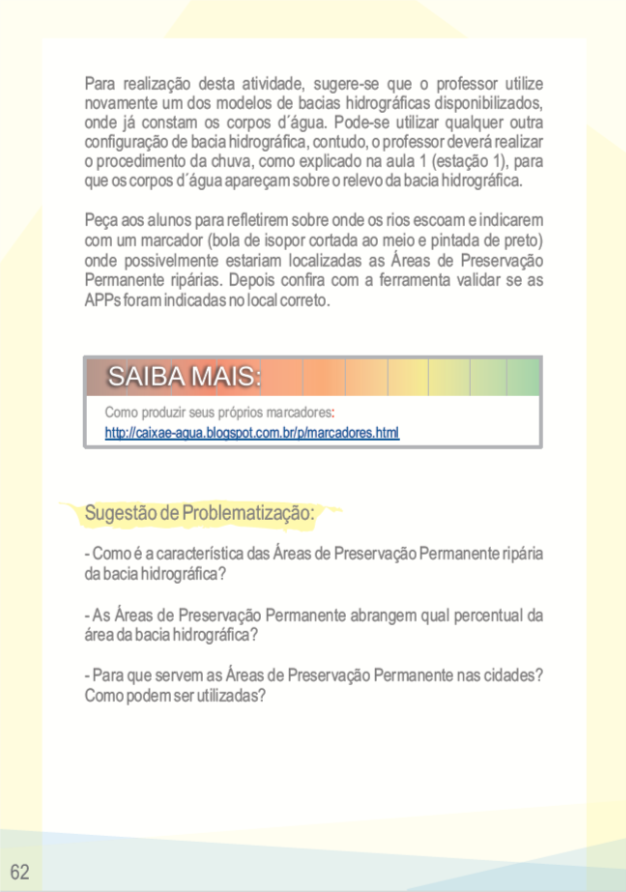 Para realização desta atividade, sugere-se que o professor utilize
novamente um dos modelos de bacias hidrográficas disponibilizados,
onde já constam os corpos d´água. Pode-se utilizar qualquer outra
configuração de bacia hidrográfica, contudo, o professor deverá realizar
o procedimento da chuva, como explicado na aula 1 (estação 1), para
que os corpos d´água apareçam sobre o relevo da bacia hidrográfica.
Peça aos alunos para refletirem sobre onde os rios escoam e indicarem
com um marcador (bola de isopor cortada ao meio e pintada de preto)
onde possivelmente estariam localizadas as Áreas de Preservação
Permanente ripárias. Depois confira com a ferramenta validar se as
APPs foram indicadas no local correto.
SAIBA MAIS:
Como produzir seus próprios marcadores:
http://caixae-agua.blogspot.com.br/p/marcadores.html
Sugestão de Problematização:
- Como é a característica das Áreas de Preservação Permanente ripária
da bacia hidrográfica?
- As Áreas de Preservação Permanente abrangem qual percentual da
área da bacia hidrográfica?
- Para que servem as Áreas de Preservação Permanente nas cidades?
Como podem ser utilizadas?
62